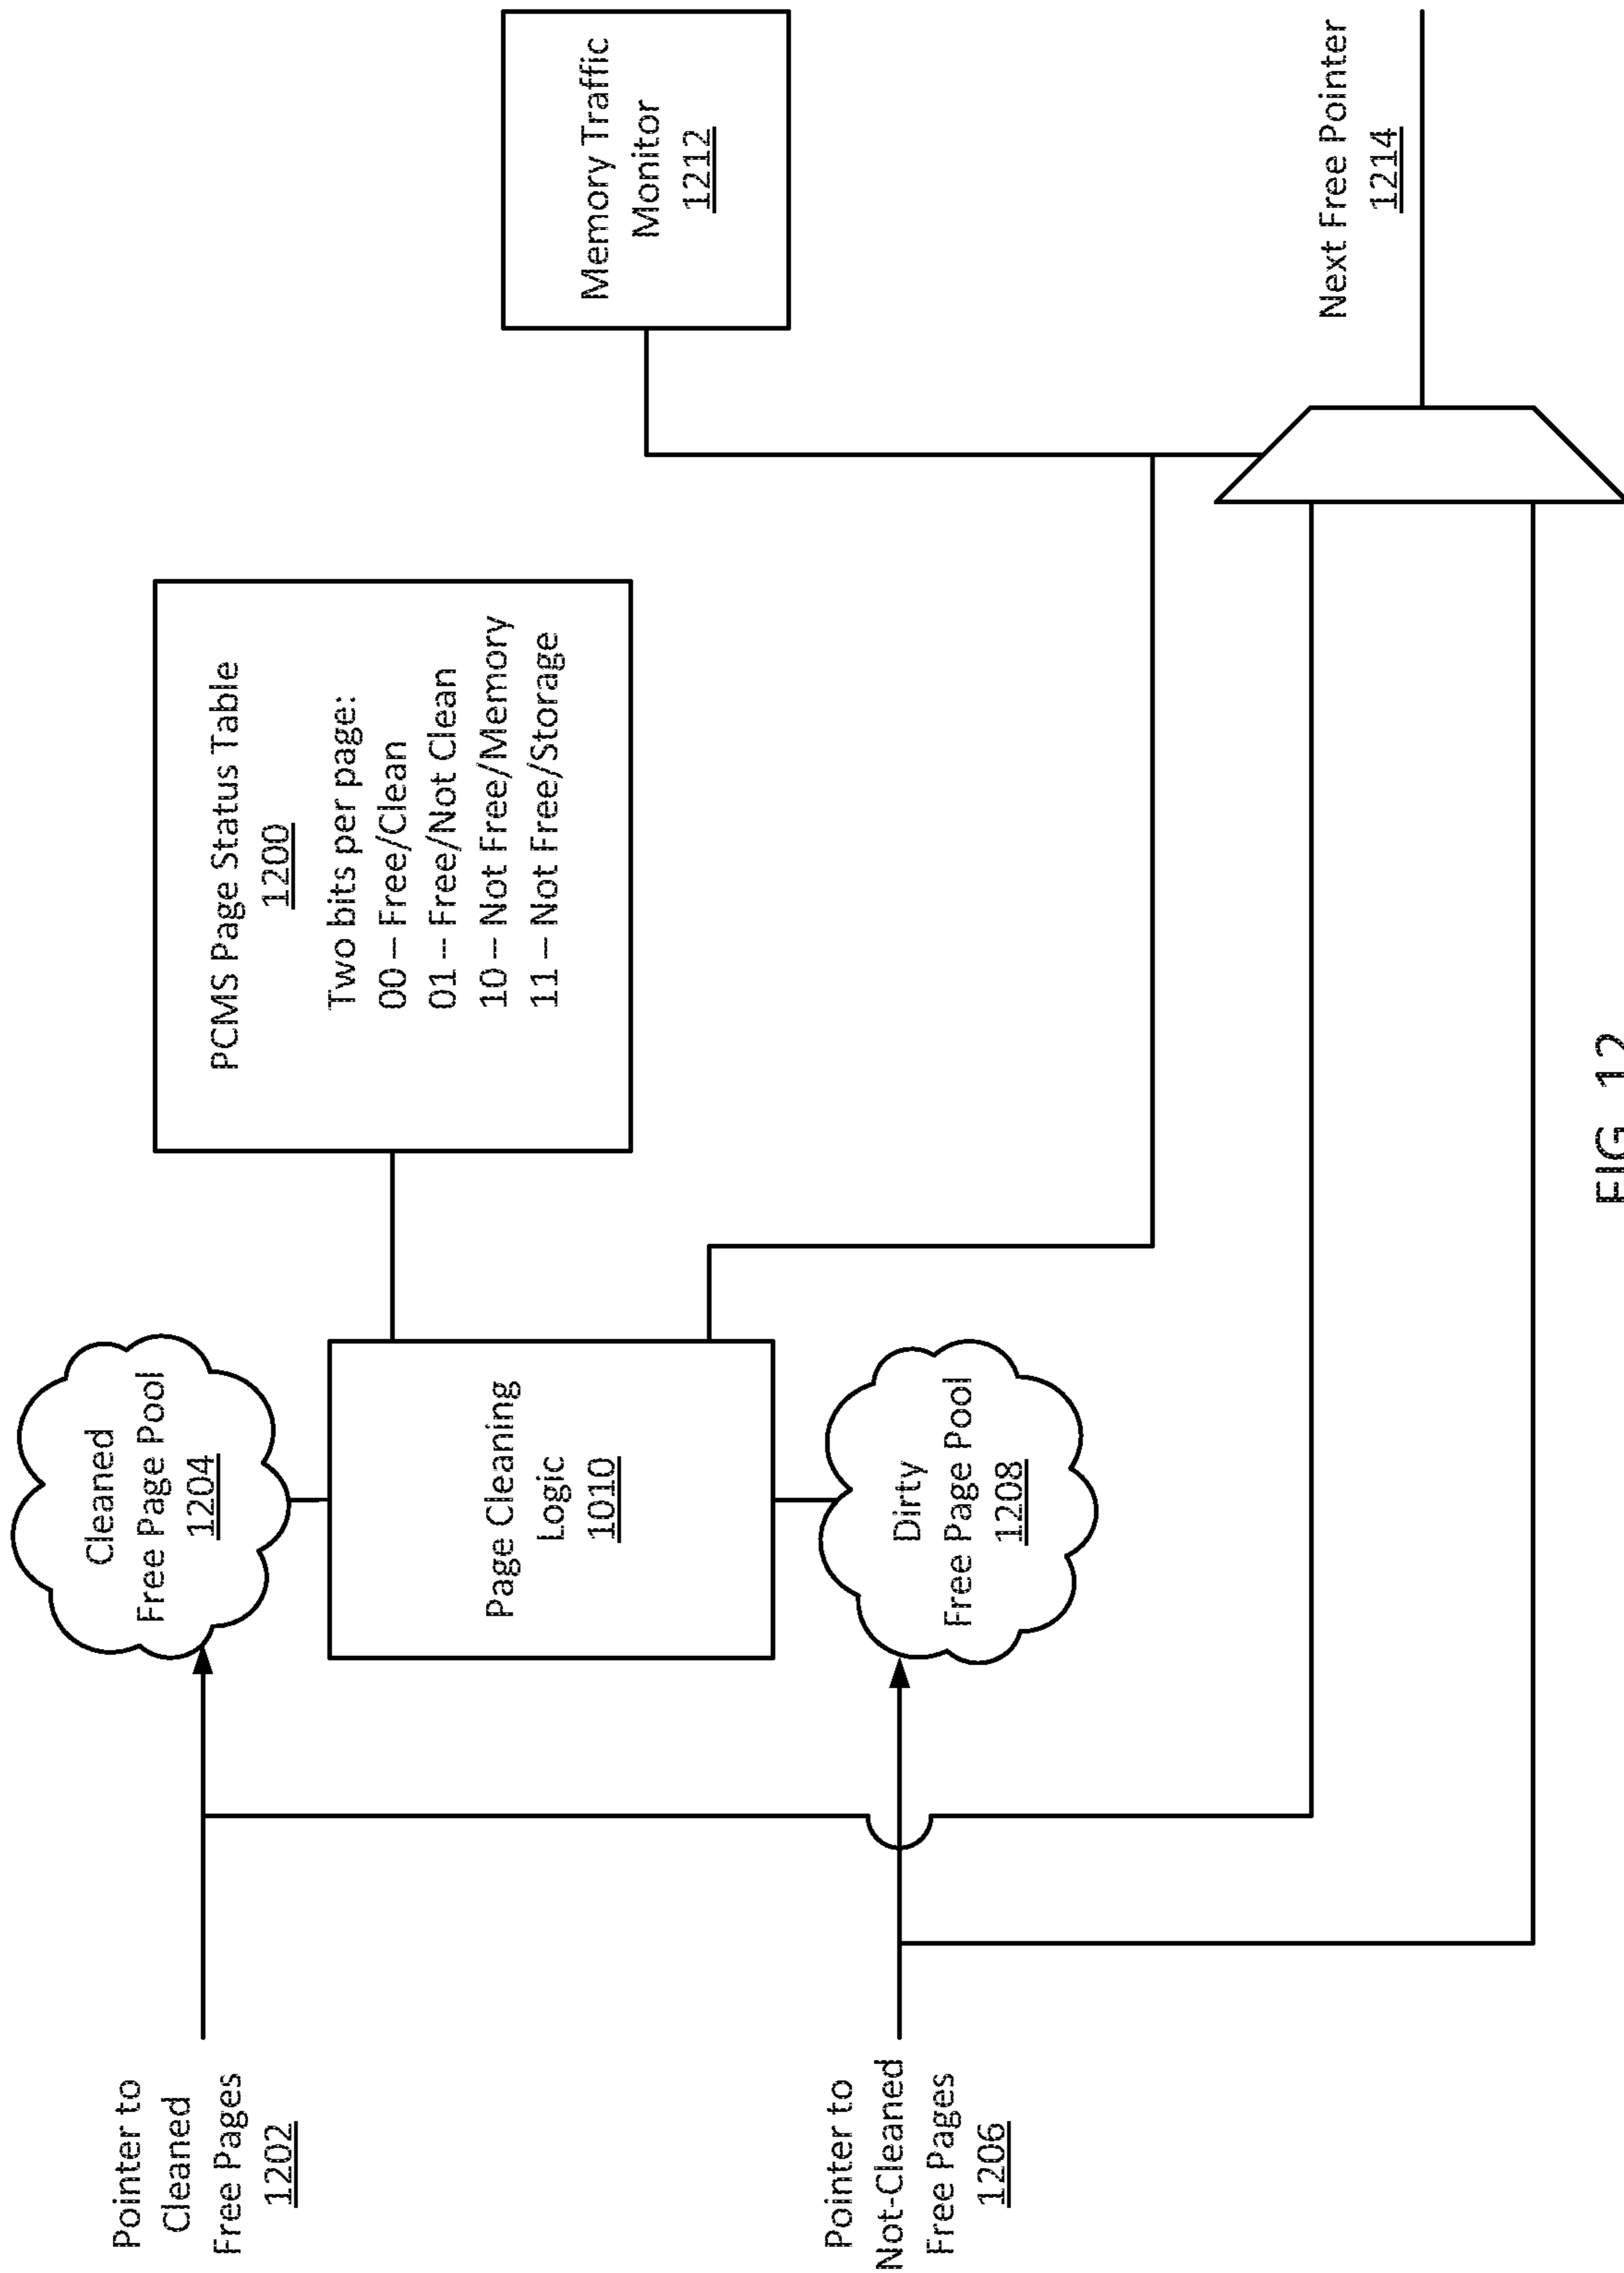 Pointer to
Cleaned
Free Pages
1202
Cleaned
Free Page Pool
1204
PCMS Page Status Table
1200
Two bits per page:
00 – Free/Clean
01 -- Free/Not Clean
10 -- Not Free/Memory
11 – Not Free/Storage
Page Cleaning
Logic
1010
Memory Traffic
Monitor
1212
Pointer to
Not-Cleaned
Free Pages
1206
Dirty
Free Page Pool
1208
Next Free Pointer
1214
FIG. 12